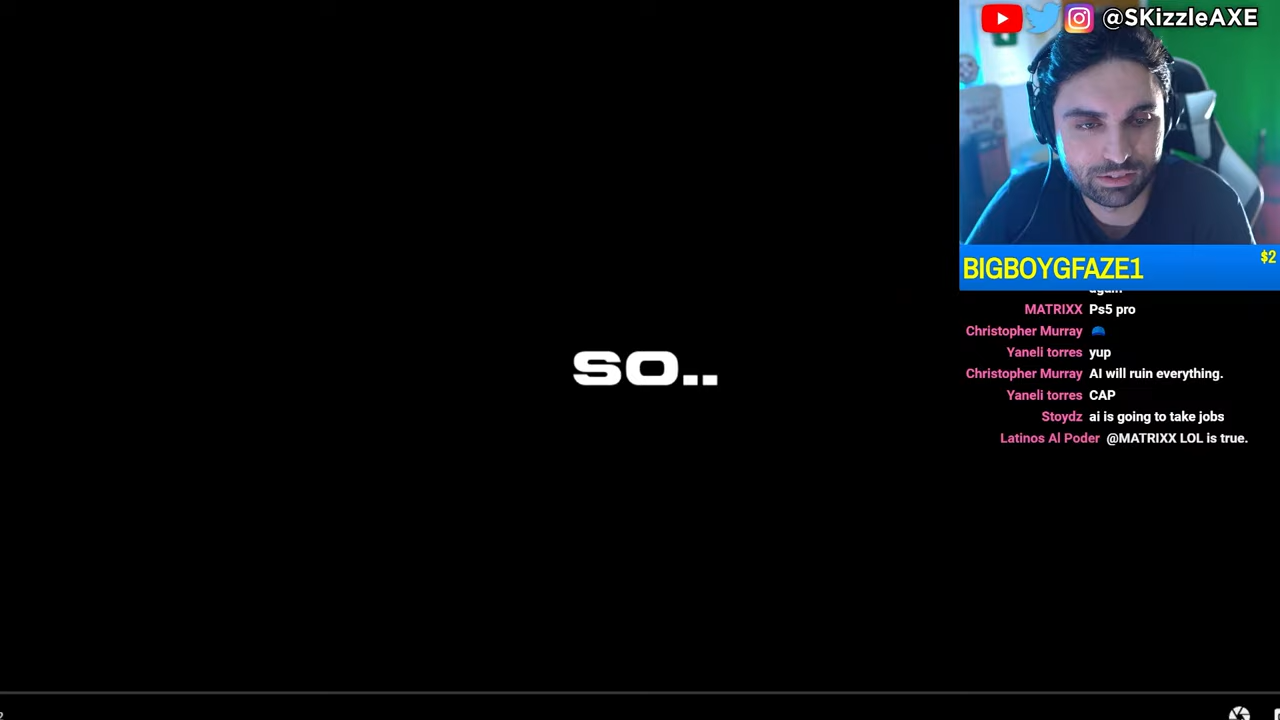 @SKizzleAXE
BIGBOYGFAZE1 $2
again
MATRIXX Ps5 pro
Christopher Murray
Yaneli torres yup
Christopher Murray AI will ruin everything.
Yaneli torres CAP
Stoydz ai is going to take jobs
Latinos Al Poder @MATRIXX LOL is true.
SO..